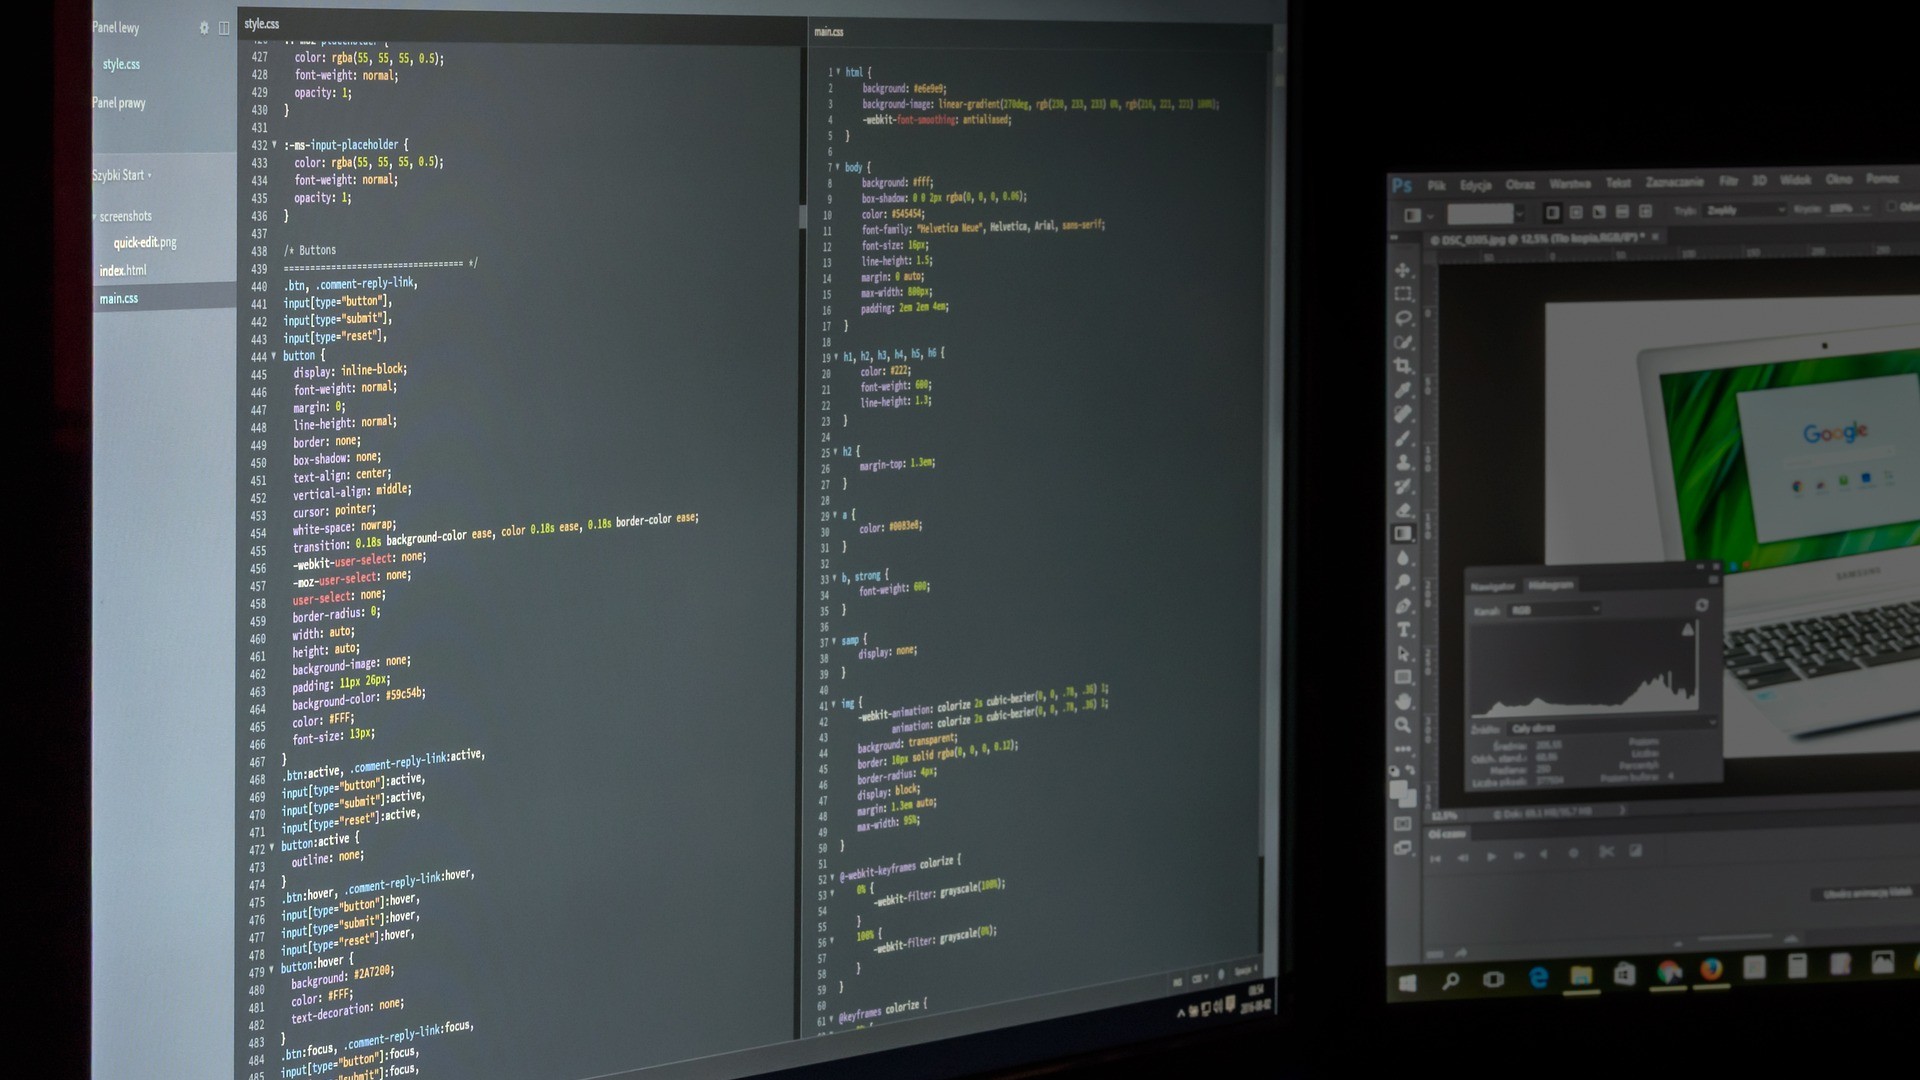 Panel lewy
style.css
Panel prawy
Szybki Start
screenshots
quick-edit.png
index.html
main.css
style.css
427 color: rgba(55, 55, 55, 0.5);
428 font-weight: normal;
429 opacity: 1;
430 }
431
432 :-ms-input-placeholder {
433 color: rgba(55, 55, 55, 0.5);
434 font-weight: normal;
435 opacity: 1;
436 }
437
438 /* Buttons
439 ================================== */
440 .btn, .comment-reply-link,
441 input[type="button"],
442 input[type="submit"],
443 input[type="reset"],
444 button {
445 display: inline-block;
446 font-weight: normal;
447 margin: 0;
448 line-height: normal;
449 border: none;
450 box-shadow: none;
451 text-align: center;
452 vertical-align: middle;
453 cursor: pointer;
454 white-space: nowrap;
455 transition: 0.18s background-color ease, color 0.18s ease, 0.18s border-color ease;
456 -webkit-user-select: none;
457 -moz-user-select: none;
458 user-select: none;
459 border-radius: 0;
460 width: auto;
461 height: auto;
462 background-image: none;
463 padding: 11px 26px;
464 background-color: #59c54b;
465 color: #FFF;
466 font-size: 13px;
467 }
468 .btn:active, .comment-reply-link:active,
469 input[type="button"]:active,
470 input[type="submit"]:active,
471 input[type="reset"]:active,
472 button:active {
473 outline: none;
474 }
475 .btn:hover, .comment-reply-link:hover,
476 input[type="button"]:hover,
477 input[type="submit"]:hover,
478 input[type="reset"]:hover,
479 button:hover {
480 background: #2A7200;
481 color: #FFF;
482 text-decoration: none;
483 }
484 .btn:focus, .comment-reply-link:focus,
485 input[type="button"]:focus,
input[type="submit"]:focus,
main.css
1 html {
2 background: #e6e9e9;
3 background-image: linear-gradient(270deg, rgb(230, 233, 233) 0%, rgb(216, 221, 221) 100%);
4 -webkit-font-smoothing: antialiased;
5 }
6
7 body {
8 background: #fff;
9 box-shadow: 0 0 2px rgba(0, 0, 0, 0.06);
10 color: #545454;
11 font-family: "Helvetica Neue", Helvetica, Arial, sans-serif;
12 font-size: 16px;
13 line-height: 1.5;
14 margin: 0 auto;
15 max-width: 800px;
16 padding: 2em 2em 4em;
17 }
18
19 h1, h2, h3, h4, h5, h6 {
20 color: #222;
21 font-weight: 600;
22 line-height: 1.3;
23 }
24
25 h2 {
26 margin-top: 1.3em;
27 }
28
29 a {
30 color: #0083e8;
31 }
32
33 b, strong {
34 font-weight: 600;
35 }
36
37 samp {
38 display: none;
39 }
40
41 img {
42 -webkit-animation: colorize 2s cubic-bezier(0, 0, .78, .36) 1;
43 animation: colorize 2s cubic-bezier(0, 0, .78, .36) 1;
44 background: transparent;
45 border: 10px solid rgba(0, 0, 0, 0.12);
46 border-radius: 4px;
47 display: block;
48 margin: 1.3em auto;
49 max-width: 95%;
50 }
51
52 @-webkit-keyframes colorize {
53 0% {
54 -webkit-filter: grayscale(100%);
55 }
56 100% {
57 -webkit-filter: grayscale(0%);
58 }
59 }
60
61 @keyframes colorize {
CSS
Ps Plik Edycja Obraz Warstwa Tekst Zaznaczanie Filtr 3D Widok Okno Pomoc
Tryb: Zwykły Krycie: 100%
DSC_0305.jpg @ 12,5% (Tło kopia,RGB/8*) *
Google
SAMSUNG
Nawigator Histogram
Kanał: RGB
Źródło: Cały obraz
12,5%
Oś czasu